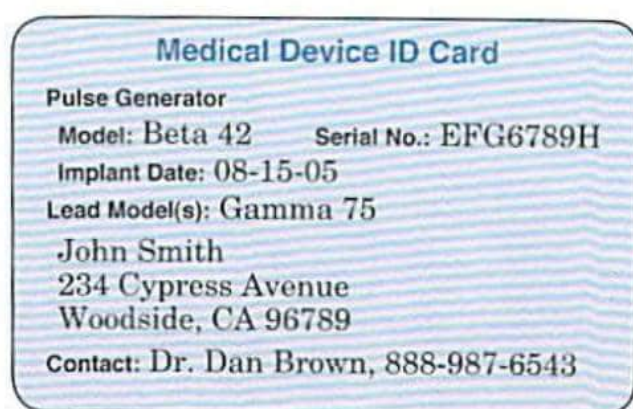 Medical Device ID Card
Pulse Generator
Model: Beta 42 Serial No.: EFG6789H
Implant Date: 08-15-05
Lead Model(s): Gamma 75
John Smith
234 Cypress Avenue
Woodside, CA 96789
Contact: Dr. Dan Brown, 888-987-6543